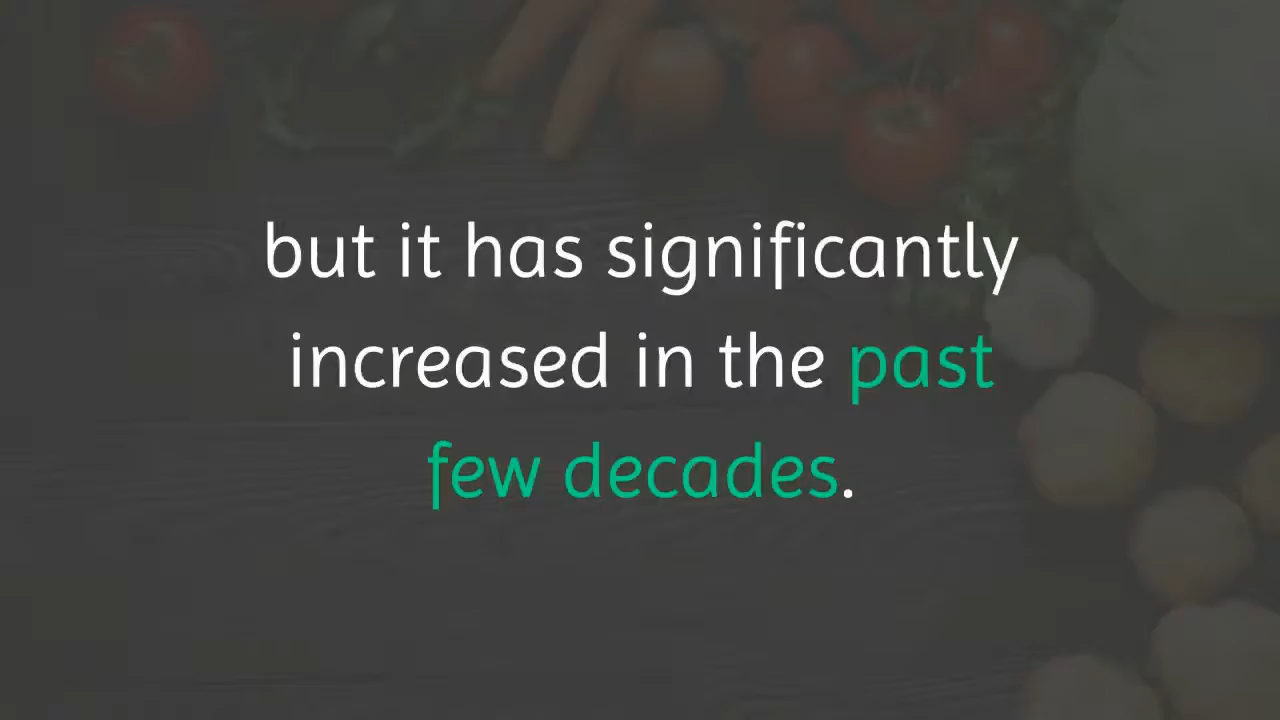 but it has significantly
increased in the past
few decades.